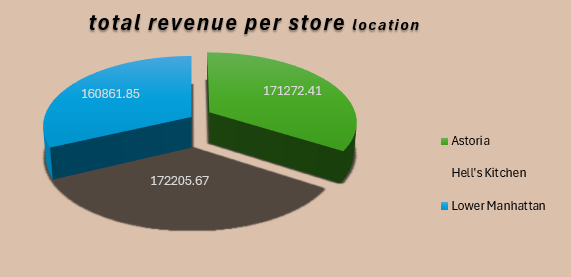 total revenue per store location
160861.85
171272.41
172205.67
Astoria
Hell's Kitchen
Lower Manhattan